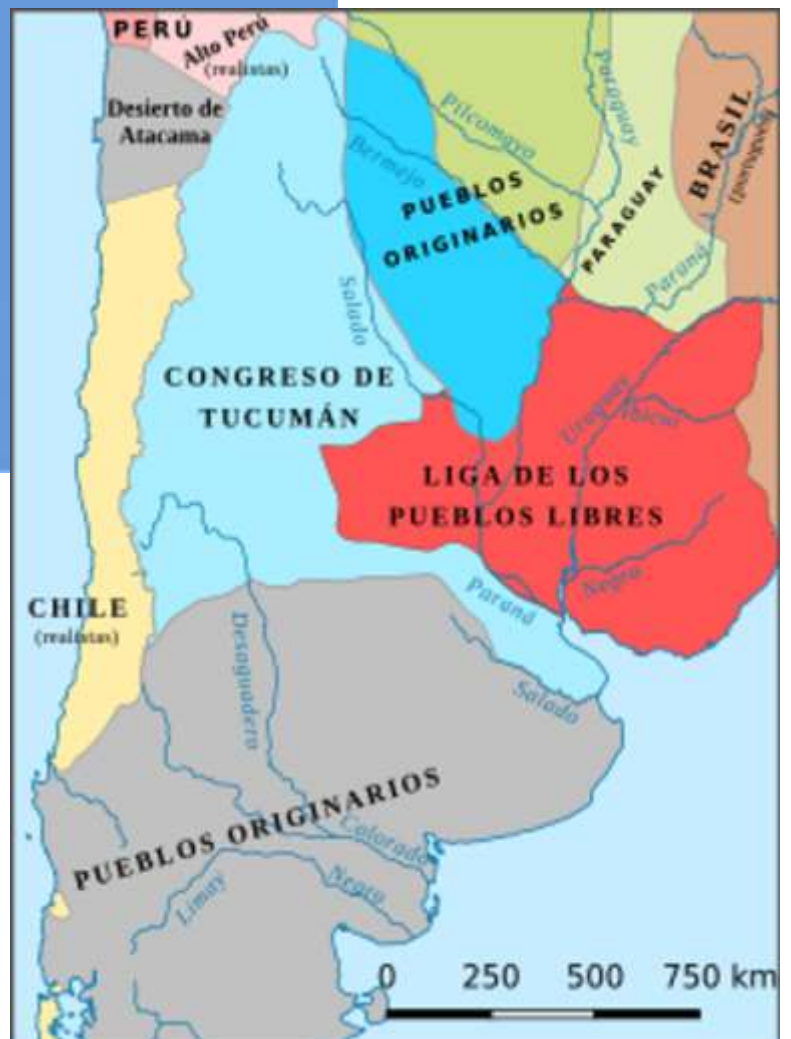 PERÚ
Alto Perú
(realistas)
Desierto de
Atacama
Pilcomayo
Paraguay
BRASIL
(portugueses)
Bermejo
PUEBLOS
ORIGINARIOS
PARAGUAY
Paraná
Salado
CONGRESO DE
TUCUMÁN
Uruguay
Ibicuí
LIGA DE LOS
PUEBLOS LIBRES
Negro
CHILE
(realistas)
Paraná
Desaguadero
Salado
PUEBLOS ORIGINARIOS
Colorado
Negro
Limay
0 250 500 750 km